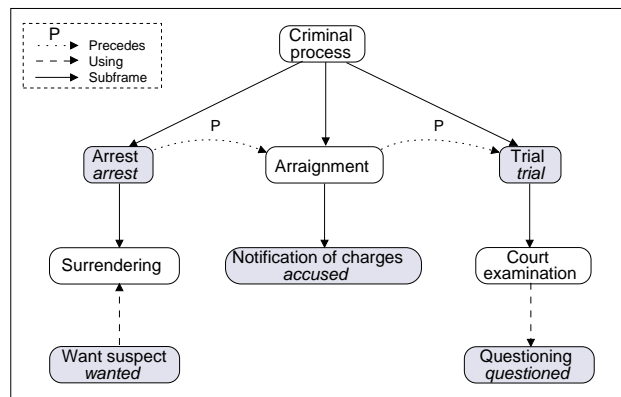 P
Precedes
Using
Subframe
Criminal
process
P
P
Arrest
arrest
Arraignment
Trial
trial
Surrendering
Notification of charges
accused
Court
examination
Want suspect
wanted
Questioning
questioned